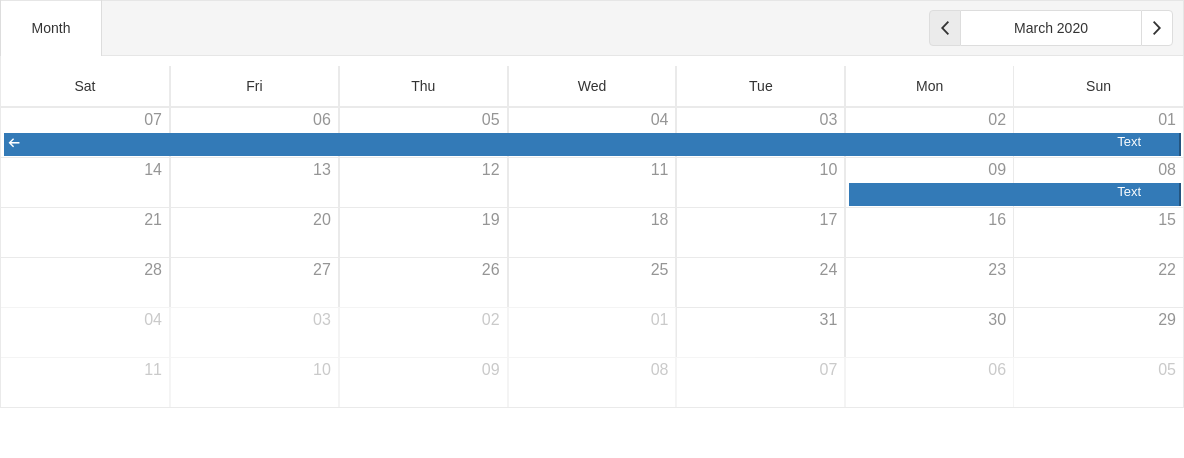 Month March 2020
Sat Fri Thu Wed Tue Mon Sun
07 06 05 04 03 02 01
Text
14 13 12 11 10 09 08
Text
21 20 19 18 17 16 15
28 27 26 25 24 23 22
04 03 02 01 31 30 29
11 10 09 08 07 06 05